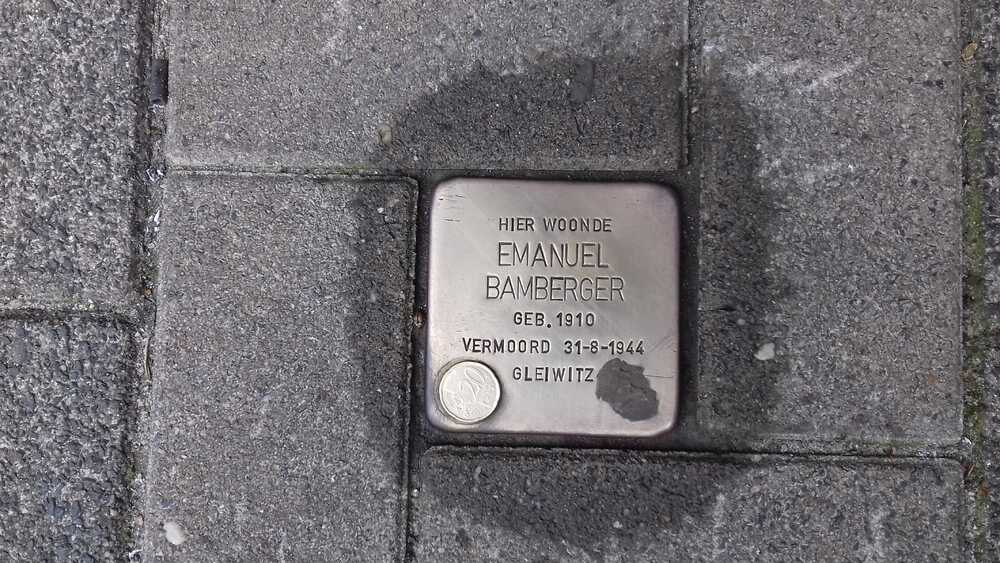 HIER WOONDE
EMANUEL
BAMBERGER
GEB. 1910
VERMOORD 31-8-1944
GLEIWITZ